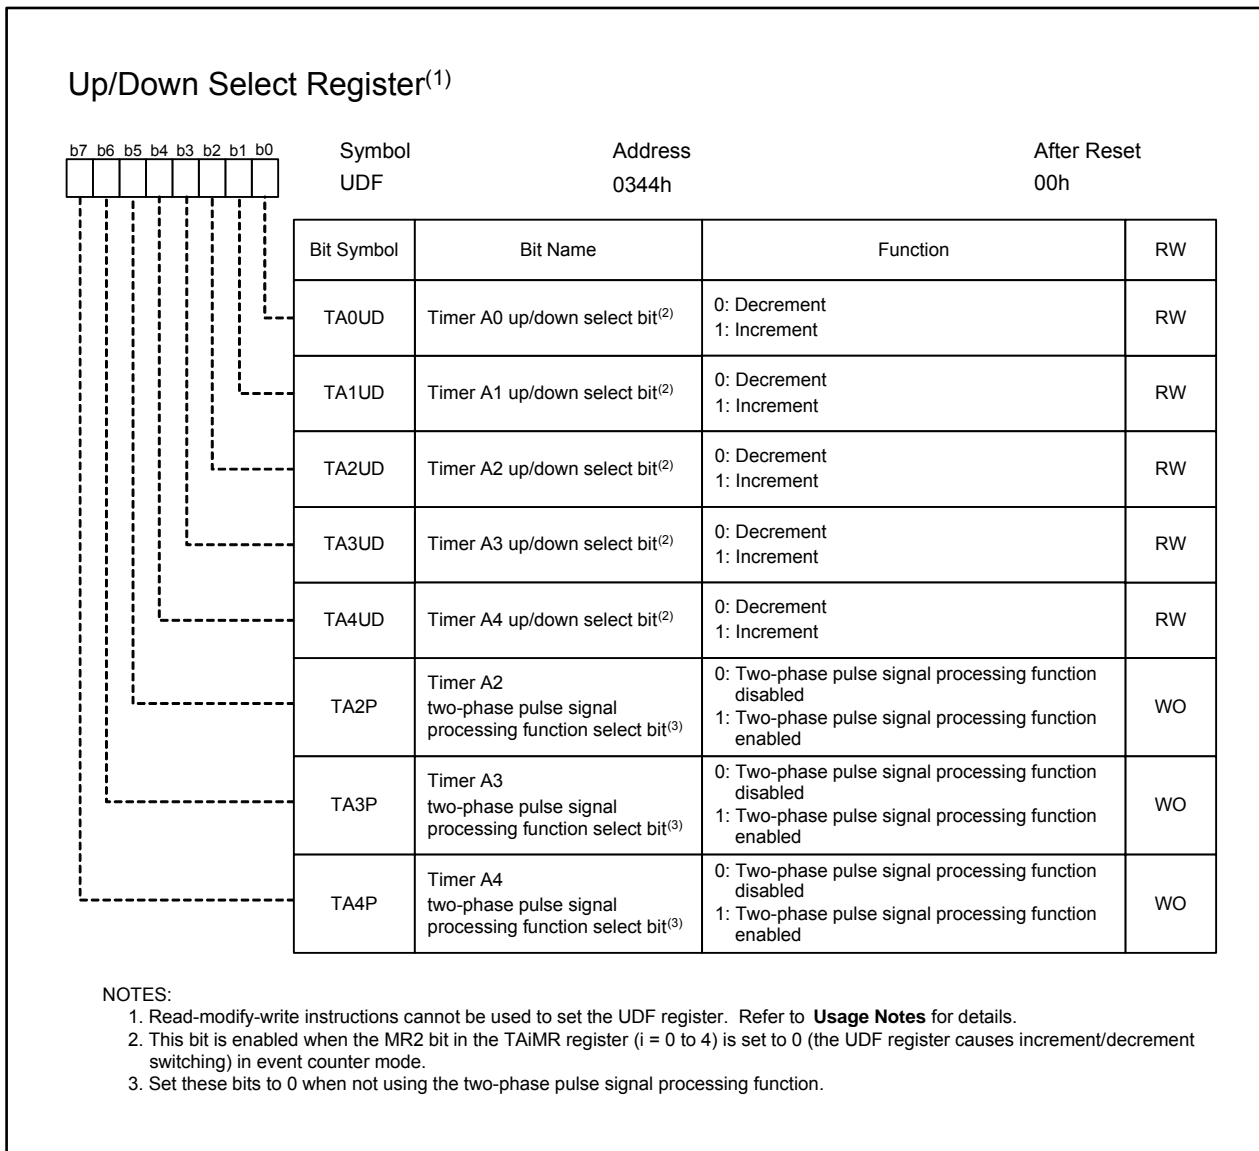 Up/Down Select Register(1)
b7 b6 b5 b4 b3 b2 b1 b0
Symbol Address After Reset
UDF 0344h 00h
Bit Symbol Bit Name Function RW
TA0UD Timer A0 up/down select bit(2) 0: Decrement
1: Increment RW
TA1UD Timer A1 up/down select bit(2) 0: Decrement
1: Increment RW
TA2UD Timer A2 up/down select bit(2) 0: Decrement
1: Increment RW
TA3UD Timer A3 up/down select bit(2) 0: Decrement
1: Increment RW
TA4UD Timer A4 up/down select bit(2) 0: Decrement
1: Increment RW
TA2P
Timer A2
two-phase pulse signal
processing function select bit(3)
0: Two-phase pulse signal processing function
disabled
1: Two-phase pulse signal processing function
enabled
WO
TA3P
Timer A3
two-phase pulse signal
processing function select bit(3)
0: Two-phase pulse signal processing function
disabled
1: Two-phase pulse signal processing function
enabled
WO
TA4P
Timer A4
two-phase pulse signal
processing function select bit(3)
0: Two-phase pulse signal processing function
disabled
1: Two-phase pulse signal processing function
enabled
WO
NOTES:
1. Read-modify-write instructions cannot be used to set the UDF register. Refer to Usage Notes for details.
2. This bit is enabled when the MR2 bit in the TAiMR register (i = 0 to 4) is set to 0 (the UDF register causes increment/decrement
switching) in event counter mode.
3. Set these bits to 0 when not using the two-phase pulse signal processing function.